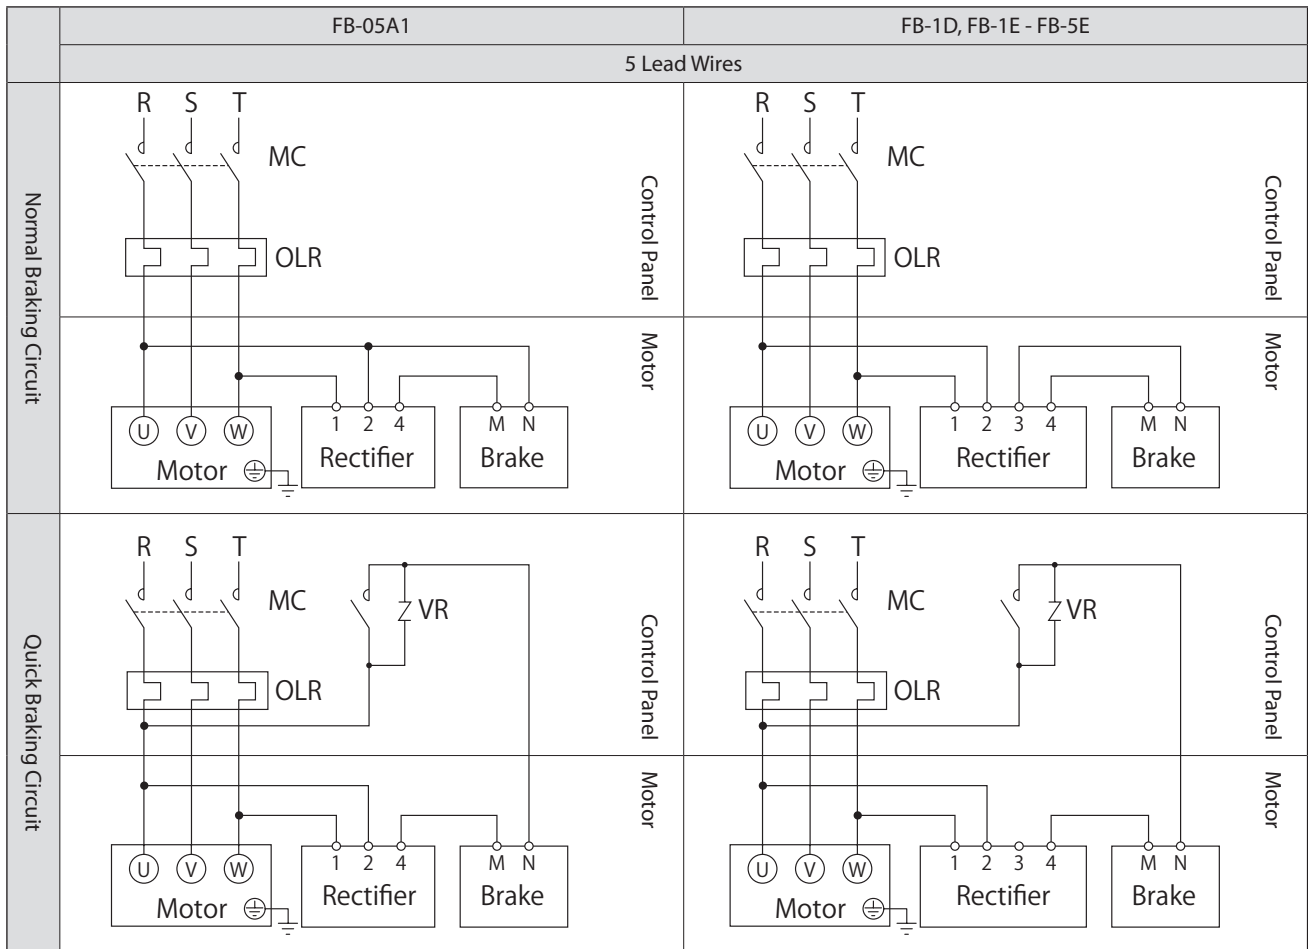 FB-05A1
FB-1D, FB-1E - FB-5E
5 Lead Wires
Normal Braking Circuit
R S T
MC
OLR
Control Panel
Motor
U V W
Motor
1 2 4
Rectifier
M N
Brake
R S T
MC
OLR
Control Panel
Motor
U V W
Motor
1 2 3 4
Rectifier
M N
Brake
Quick Braking Circuit
R S T
MC
VR
OLR
Control Panel
Motor
U V W
Motor
1 2 4
Rectifier
M N
Brake
R S T
MC
VR
OLR
Control Panel
Motor
U V W
Motor
1 2 3 4
Rectifier
M N
Brake